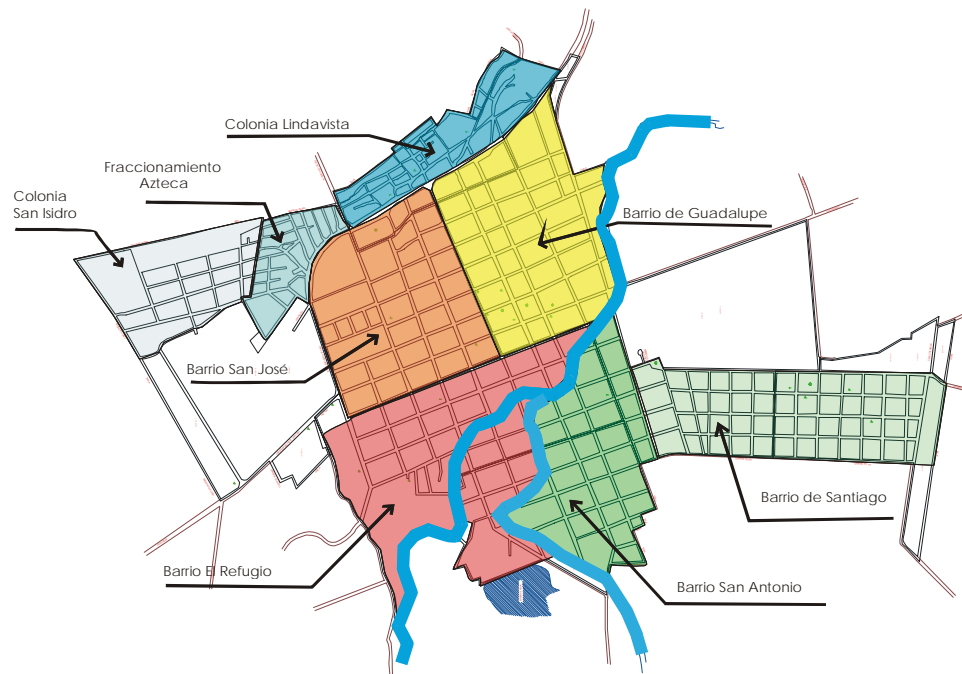 Colonia Lindavista
Fraccionamiento
Azteca
Colonia
San Isidro
Barrio de Guadalupe
Barrio San José
Barrio de Santiago
Barrio El Refugio
Barrio San Antonio